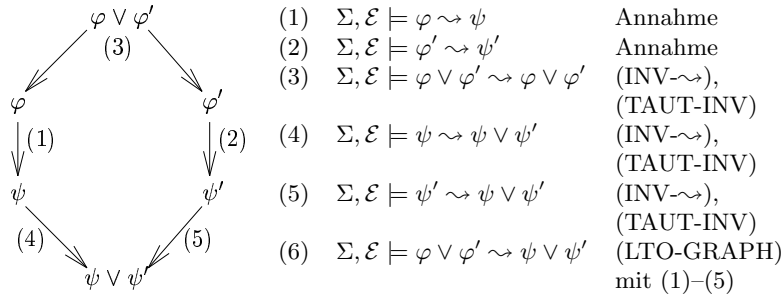 φ ∨ φ′
(3)
φ φ′
(1) (2)
ψ ψ′
(4) (5)
ψ ∨ ψ′
(1) Σ, ℰ ⊨ φ ⇝ ψ Annahme
(2) Σ, ℰ ⊨ φ′ ⇝ ψ′ Annahme
(3) Σ, ℰ ⊨ φ ∨ φ′ ⇝ φ ∨ φ′ (INV-⇝),
(TAUT-INV)
(4) Σ, ℰ ⊨ ψ ⇝ ψ ∨ ψ′ (INV-⇝),
(TAUT-INV)
(5) Σ, ℰ ⊨ ψ′ ⇝ ψ ∨ ψ′ (INV-⇝),
(TAUT-INV)
(6) Σ, ℰ ⊨ φ ∨ φ′ ⇝ ψ ∨ ψ′ (LTO-GRAPH)
mit (1)–(5)